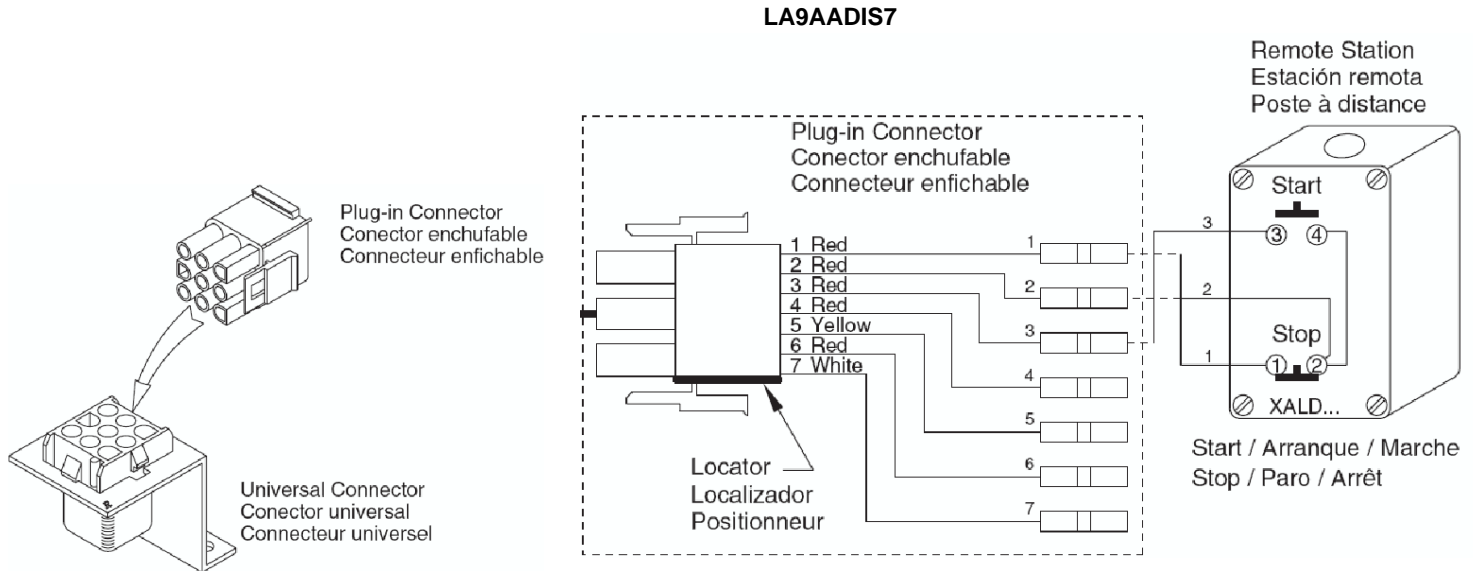 LA9AADIS7
Remote Station
Estación remota
Poste à distance
Plug-in Connector
Conector enchufable
Connecteur enfichable
Plug-in Connector
Conector enchufable
Connecteur enfichable
Universal Connector
Conector universal
Connecteur universel
1 Red
2 Red
3 Red
4 Red
5 Yellow
6 Red
7 White
1
2
3
4
5
6
7
Locator
Localizador
Positionneur
3
2
1
Start
3 4
Stop
1 2
XALD...
Start / Arranque / Marche
Stop / Paro / Arrêt